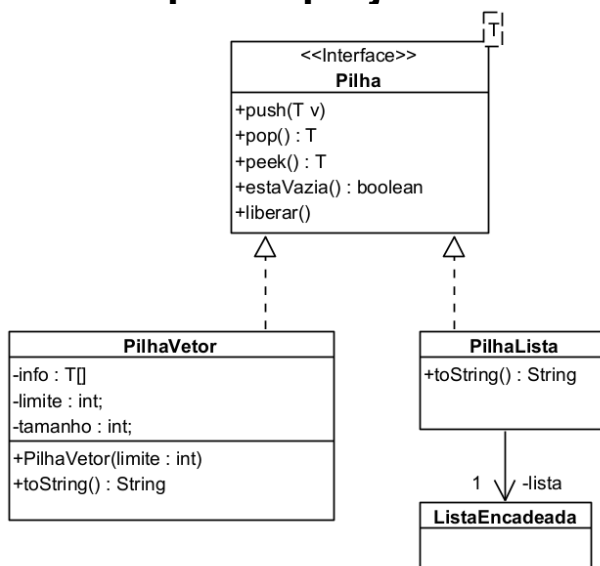 T
<<Interface>>
Pilha
+push(T v)
+pop() : T
+peek() : T
+estaVazia() : boolean
+liberar()
PilhaVetor
-info : T[]
-limite : int;
-tamanho : int;
+PilhaVetor(limite : int)
+toString() : String
PilhaLista
+toString() : String
1 -lista
ListaEncadeada